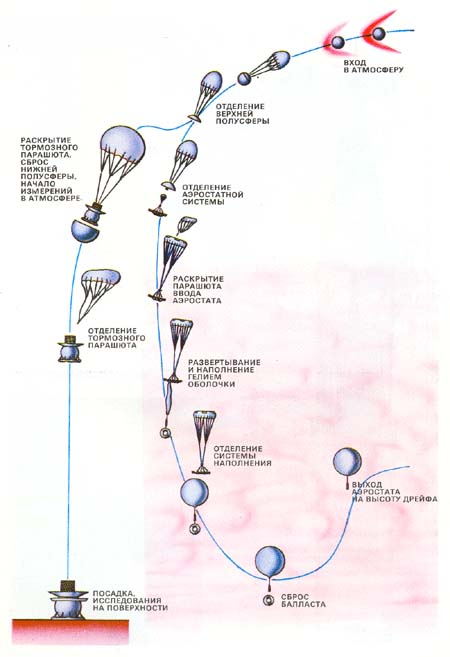 ВХОД
В АТМОСФЕРУ
ОТДЕЛЕНИЕ
ВЕРХНЕЙ
ПОЛУСФЕРЫ
РАСКРЫТИЕ
ТОРМОЗНОГО
ПАРАШЮТА,
СБРОС
НИЖНЕЙ
ПОЛУСФЕРЫ,
НАЧАЛО
ИЗМЕРЕНИЙ
В АТМОСФЕРЕ
ОТДЕЛЕНИЕ
АЭРОСТАТНОЙ
СИСТЕМЫ
РАСКРЫТИЕ
ПАРАШЮТА
ВВОДА
АЭРОСТАТА
ОТДЕЛЕНИЕ
ТОРМОЗНОГО
ПАРАШЮТА
РАЗВЕРТЫВАНИЕ
И НАПОЛНЕНИЕ
ГЕЛИЕМ
ОБОЛОЧКИ
ОТДЕЛЕНИЕ
СИСТЕМЫ
НАПОЛНЕНИЯ
ВЫХОД
АЭРОСТАТА
НА ВЫСОТУ ДРЕЙФА
СБРОС
БАЛЛАСТА
ПОСАДКА,
ИССЛЕДОВАНИЯ
НА ПОВЕРХНОСТИ